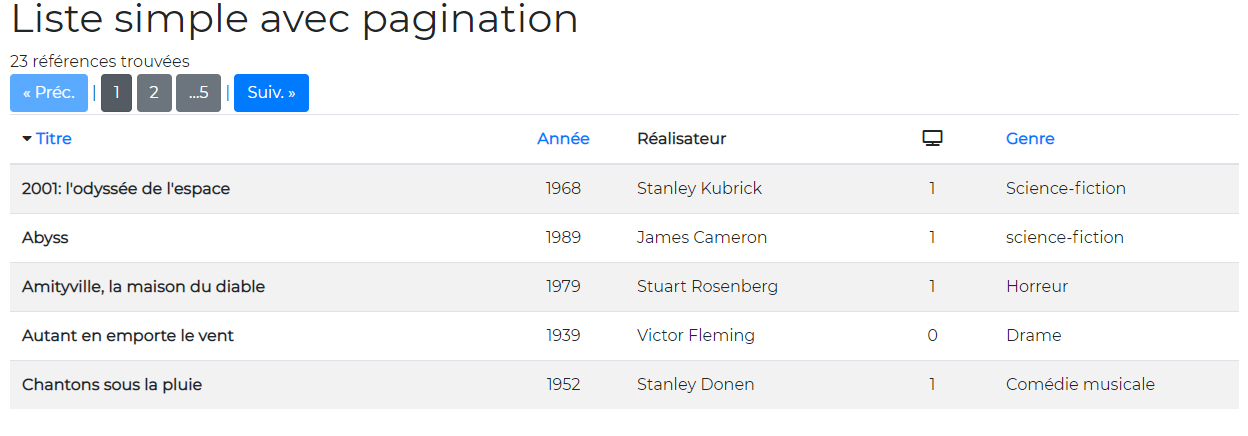 Liste simple avec pagination
23 références trouvées
« Préc. | 1 2 ...5 | Suiv. »
Titre Année Réalisateur Genre
2001: l'odyssée de l'espace 1968 Stanley Kubrick 1 Science-fiction
Abyss 1989 James Cameron 1 science-fiction
Amityville, la maison du diable 1979 Stuart Rosenberg 1 Horreur
Autant en emporte le vent 1939 Victor Fleming 0 Drame
Chantons sous la pluie 1952 Stanley Donen 1 Comédie musicale